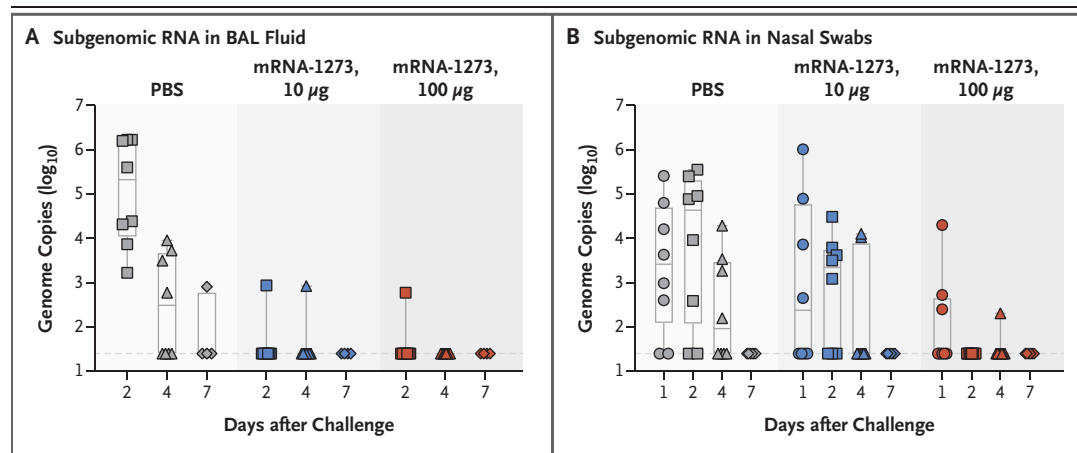 A Subgenomic RNA in BAL Fluid
PBS
mRNA-1273,
10 µg
mRNA-1273,
100 µg
Genome Copies (log10)
7
6
5
4
3
2
1
2 4 7 2 4 7 2 4 7
Days after Challenge
B Subgenomic RNA in Nasal Swabs
PBS
mRNA-1273,
10 µg
mRNA-1273,
100 µg
Genome Copies (log10)
7
6
5
4
3
2
1
1 2 4 7 1 2 4 7 1 2 4 7
Days after Challenge